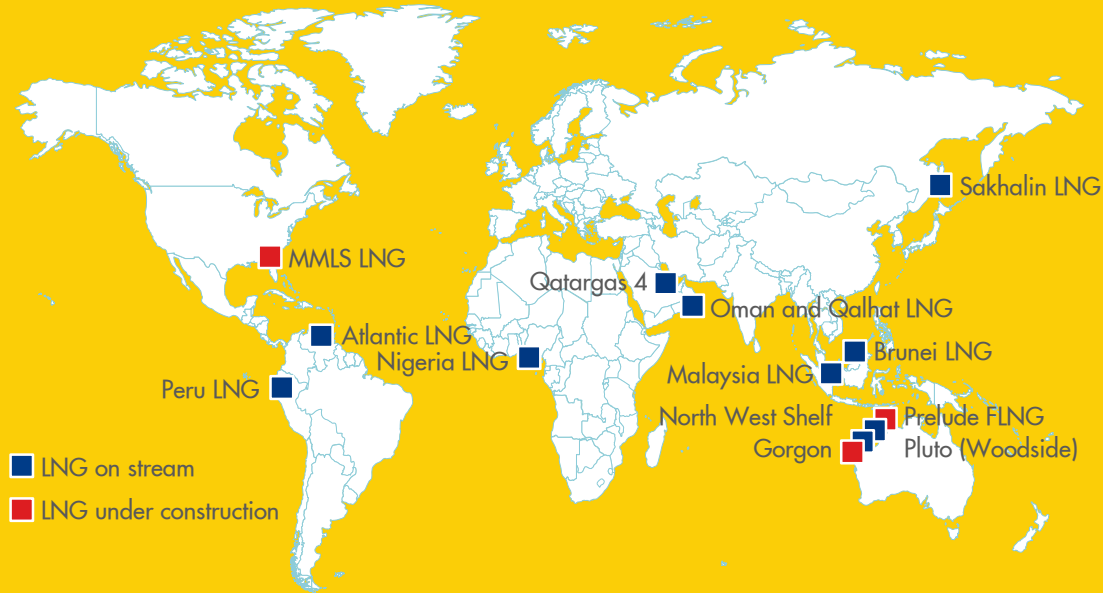 Sakhalin LNG
MMLS LNG
Qatargas 4
Oman and Qalhat LNG
Atlantic LNG
Nigeria LNG
Brunei LNG
Malaysia LNG
Peru LNG
North West Shelf
Prelude FLNG
Gorgon
Pluto (Woodside)
LNG on stream
LNG under construction